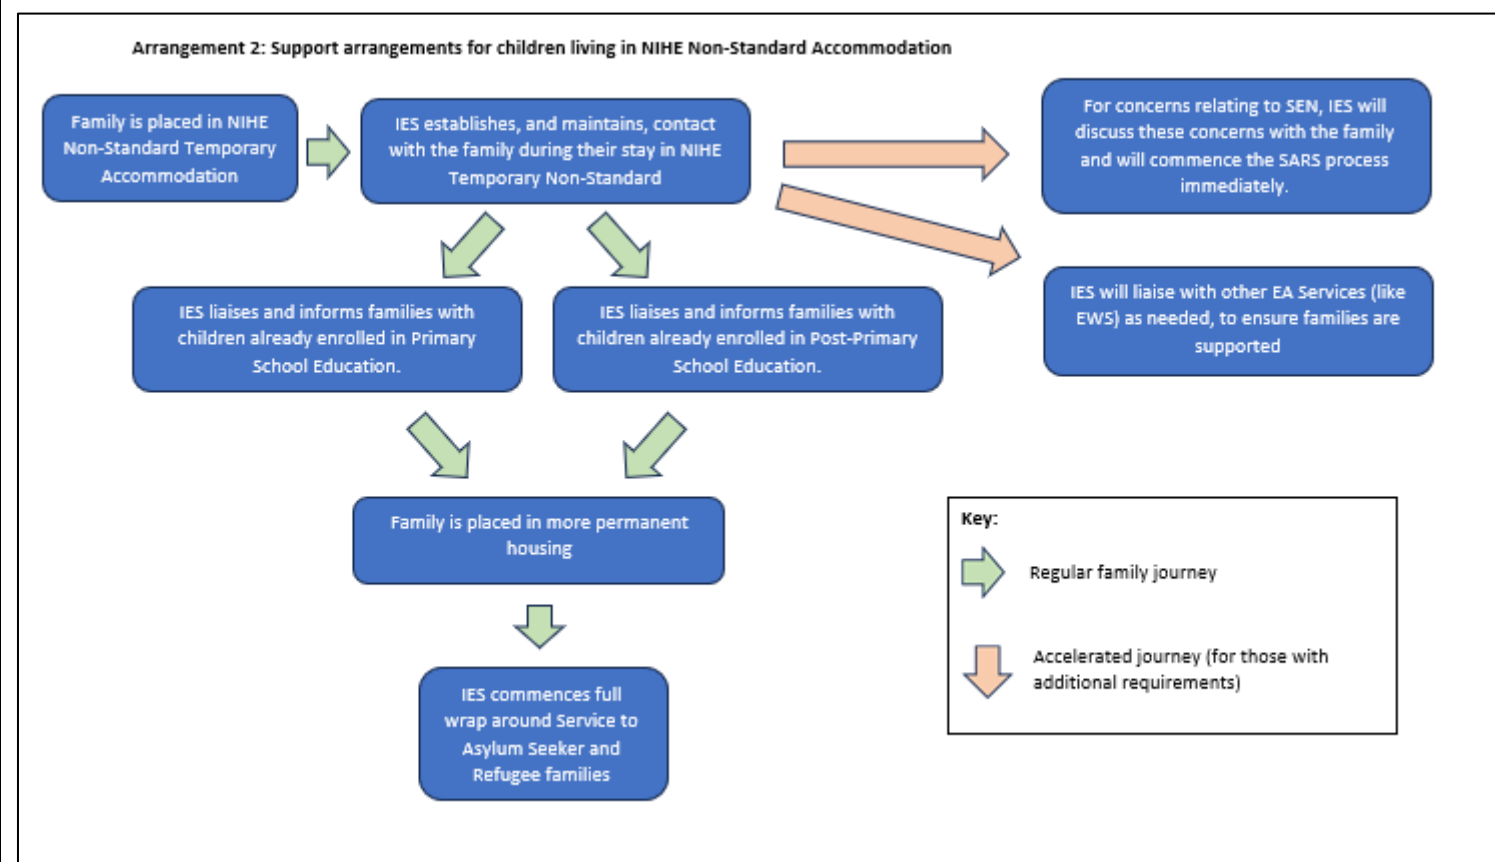 Arrangement 2: Support arrangements for children living in NIHE Non-Standard Accommodation
Family is placed in NIHE
Non-Standard Temporary
Accommodation
IES establishes, and maintains, contact
with the family during their stay in NIHE
Temporary Non-Standard
For concerns relating to SEN, IES will
discuss these concerns with the family
and will commence the SARS process
immediately.
IES will liaise with other EA Services (like
EWS) as needed, to ensure families are
supported
IES liaises and informs families with
children already enrolled in Primary
School Education.
IES liaises and informs families with
children already enrolled in Post-Primary
School Education.
Family is placed in more permanent
housing
IES commences full
wrap around Service to
Asylum Seeker and
Refugee families
Key:
Regular family journey
Accelerated journey (for those with
additional requirements)